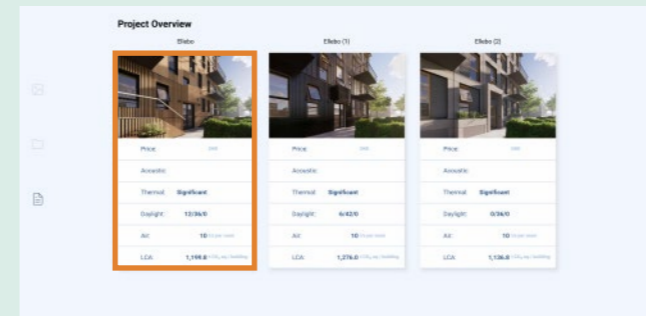 Project Overview
Ellebo Ellebo (1) Ellebo (2)
Price: Price: Price:
Acoustic: Acoustic: Acoustic:
Thermal: Significant Thermal: Significant Thermal: Significant
Daylight: 12/36/0 Daylight: 6/42/0 Daylight: 0/36/0
Air: 10 Air: 10 Air: 10
LCA: 1,199.8 LCA: 1,276.0 LCA: 1,136.8